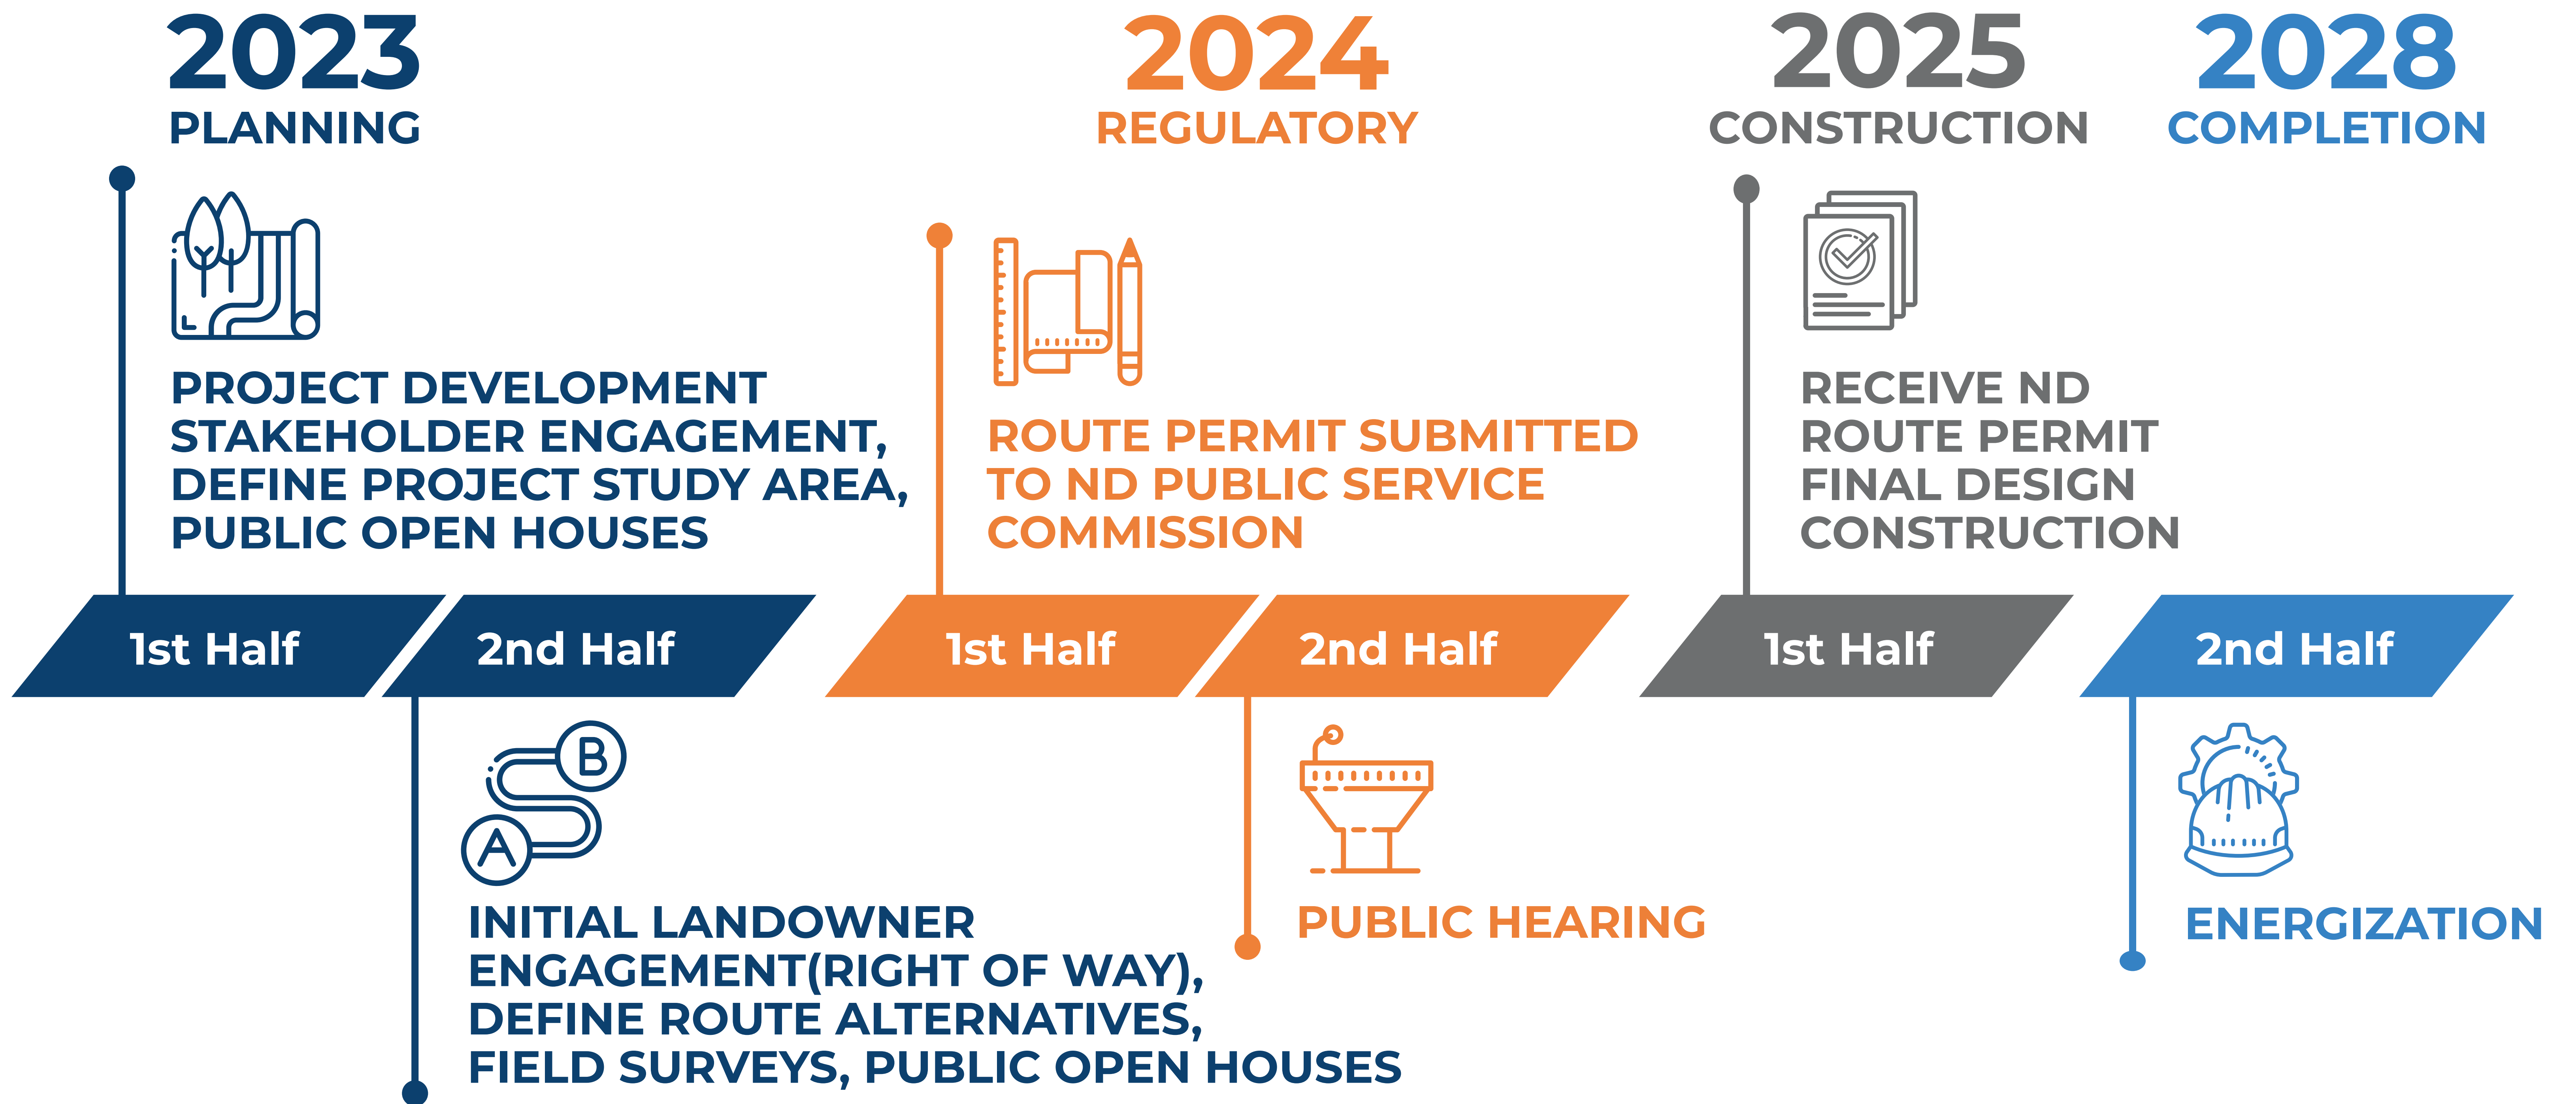 2023
PLANNING
2024
REGULATORY
2025
CONSTRUCTION
2028
COMPLETION
PROJECT DEVELOPMENT
STAKEHOLDER ENGAGEMENT,
DEFINE PROJECT STUDY AREA,
PUBLIC OPEN HOUSES
ROUTE PERMIT SUBMITTED
TO ND PUBLIC SERVICE
COMMISSION
RECEIVE ND
ROUTE PERMIT
FINAL DESIGN
CONSTRUCTION
1st Half
2nd Half
1st Half
2nd Half
1st Half
2nd Half
B
A
INITIAL LANDOWNER
ENGAGEMENT(RIGHT OF WAY),
DEFINE ROUTE ALTERNATIVES,
FIELD SURVEYS, PUBLIC OPEN HOUSES
PUBLIC HEARING
ENERGIZATION